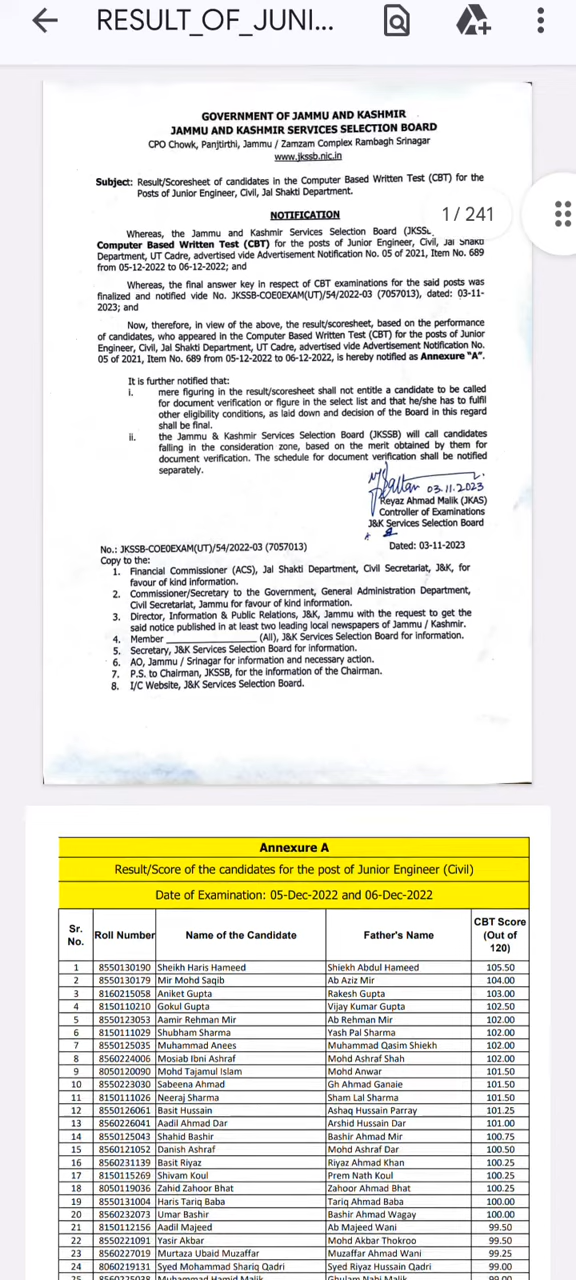 RESULT_OF_JUNI...
GOVERNMENT OF JAMMU AND KASHMIR
JAMMU AND KASHMIR SERVICES SELECTION BOARD
CPO Chowk, Panjtirthi, Jammu / Zamzam Complex Rambagh Srinagar
www.jkssb.nic.in
Subject: Result/Scoresheet of candidates in the Computer Based Written Test (CBT) for the
Posts of Junior Engineer, Civil, Jal Shakti Department.
NOTIFICATION
1 / 241
Whereas, the Jammu and Kashmir Services Selection Board (JKSS
Computer Based Written Test (CBT) for the posts of Junior Engineer, Civil, Jal Shakti
Department, UT Cadre, advertised vide Advertisement Notification No. 05 of 2021, Item No. 689
from 05-12-2022 to 06-12-2022; and
Whereas, the final answer key in respect of CBT examinations for the said posts was
finalized and notified vide No. JKSSB-COE0EXAM(UT)/54/2022-03 (7057013), dated: 03-11-
2023; and
Now, therefore, in view of the above, the result/scoresheet, based on the performance
of candidates, who appeared in the Computer Based Written Test (CBT) for the posts of Junior
Engineer, Civil, Jal Shakti Department, UT Cadre, advertised vide Advertisement Notification No.
05 of 2021, Item No. 689 from 05-12-2022 to 06-12-2022, is hereby notified as Annexure "A".
It is further notified that:
i. mere figuring in the result/scoresheet shall not entitle a candidate to be called
for document verification or figure in the select list and that he/she has to fulfil
other eligibility conditions, as laid down and decision of the Board in this regard
shall be final.
ii. the Jammu & Kashmir Services Selection Board (JKSSB) will call candidates
falling in the consideration zone, based on the merit obtained by them for
document verification. The schedule for document verification shall be notified
separately.
03.11.2023
Reyaz Ahmad Malik (JKAS)
Controller of Examinations
J&K Services Selection Board
No.: JKSSB-COE0EXAM(UT)/54/2022-03 (7057013) Dated: 03-11-2023
Copy to the:
1. Financial Commissioner (ACS), Jal Shakti Department, Civil Secretariat, J&K, for
favour of kind information.
2. Commissioner/Secretary to the Government, General Administration Department,
Civil Secretariat, Jammu for favour of kind information.
3. Director, Information & Public Relations, J&K, Jammu with the request to get the
said notice published in at least two leading local newspapers of Jammu / Kashmir.
4. Member ______________ (All), J&K Services Selection Board for information.
5. Secretary, J&K Services Selection Board for information.
6. AO, Jammu / Srinagar for information and necessary action.
7. P.S. to Chairman, JKSSB, for the information of the Chairman.
8. I/C Website, J&K Services Selection Board.
Annexure A
Result/Score of the candidates for the post of Junior Engineer (Civil)
Date of Examination: 05-Dec-2022 and 06-Dec-2022
Sr. No. Roll Number Name of the Candidate Father's Name CBT Score (Out of 120)
1 8550130190 Sheikh Haris Hameed Shiekh Abdul Hameed 105.50
2 8550130179 Mir Mohd Saqib Ab Aziz Mir 104.00
3 8160215058 Aniket Gupta Rakesh Gupta 103.00
4 8150110210 Gokul Gupta Vijay Kumar Gupta 102.50
5 8550123053 Aamir Rehman Mir Ab Rehman Mir 102.00
6 8150111029 Shubham Sharma Yash Pal Sharma 102.00
7 8550125035 Muhammad Anees Muhammad Qasim Shiekh 102.00
8 8560224006 Mosiab Ibni Ashraf Mohd Ashraf Shah 102.00
9 8050120090 Mohd Tajamul Islam Mohd Anwar 101.50
10 8550223030 Sabeena Ahmad Gh Ahmad Ganaie 101.50
11 8150111026 Neeraj Sharma Sham Lal Sharma 101.50
12 8550126061 Basit Hussain Ashaq Hussain Parray 101.25
13 8560226041 Aadil Ahmad Dar Arshid Hussain Dar 101.00
14 8550125043 Shahid Bashir Bashir Ahmad Mir 100.75
15 8560121052 Danish Ashraf Mohd Ashraf Dar 100.50
16 8560231139 Basit Riyaz Riyaz Ahmad Khan 100.25
17 8150115269 Shivam Koul Prem Nath Koul 100.25
18 8050119036 Zahid Zahoor Bhat Zahoor Ahmad Bhat 100.25
19 8550131004 Haris Tariq Baba Tariq Ahmad Baba 100.00
20 8560232073 Umar Bashir Bashir Ahmad Wagay 100.00
21 8150112156 Aadil Majeed Ab Majeed Wani 99.50
22 8550221091 Yasir Akbar Mohd Akbar Thokroo 99.50
23 8560227019 Murtaza Ubaid Muzaffar Muzaffar Ahmad Wani 99.25
24 8060219131 Syed Mohammad Shariq Qadri Syed Riyaz Hussain Qadri 99.00
25 8560225038 Muhammad Hamid Malik Ghulam Nabi Malik 99.00